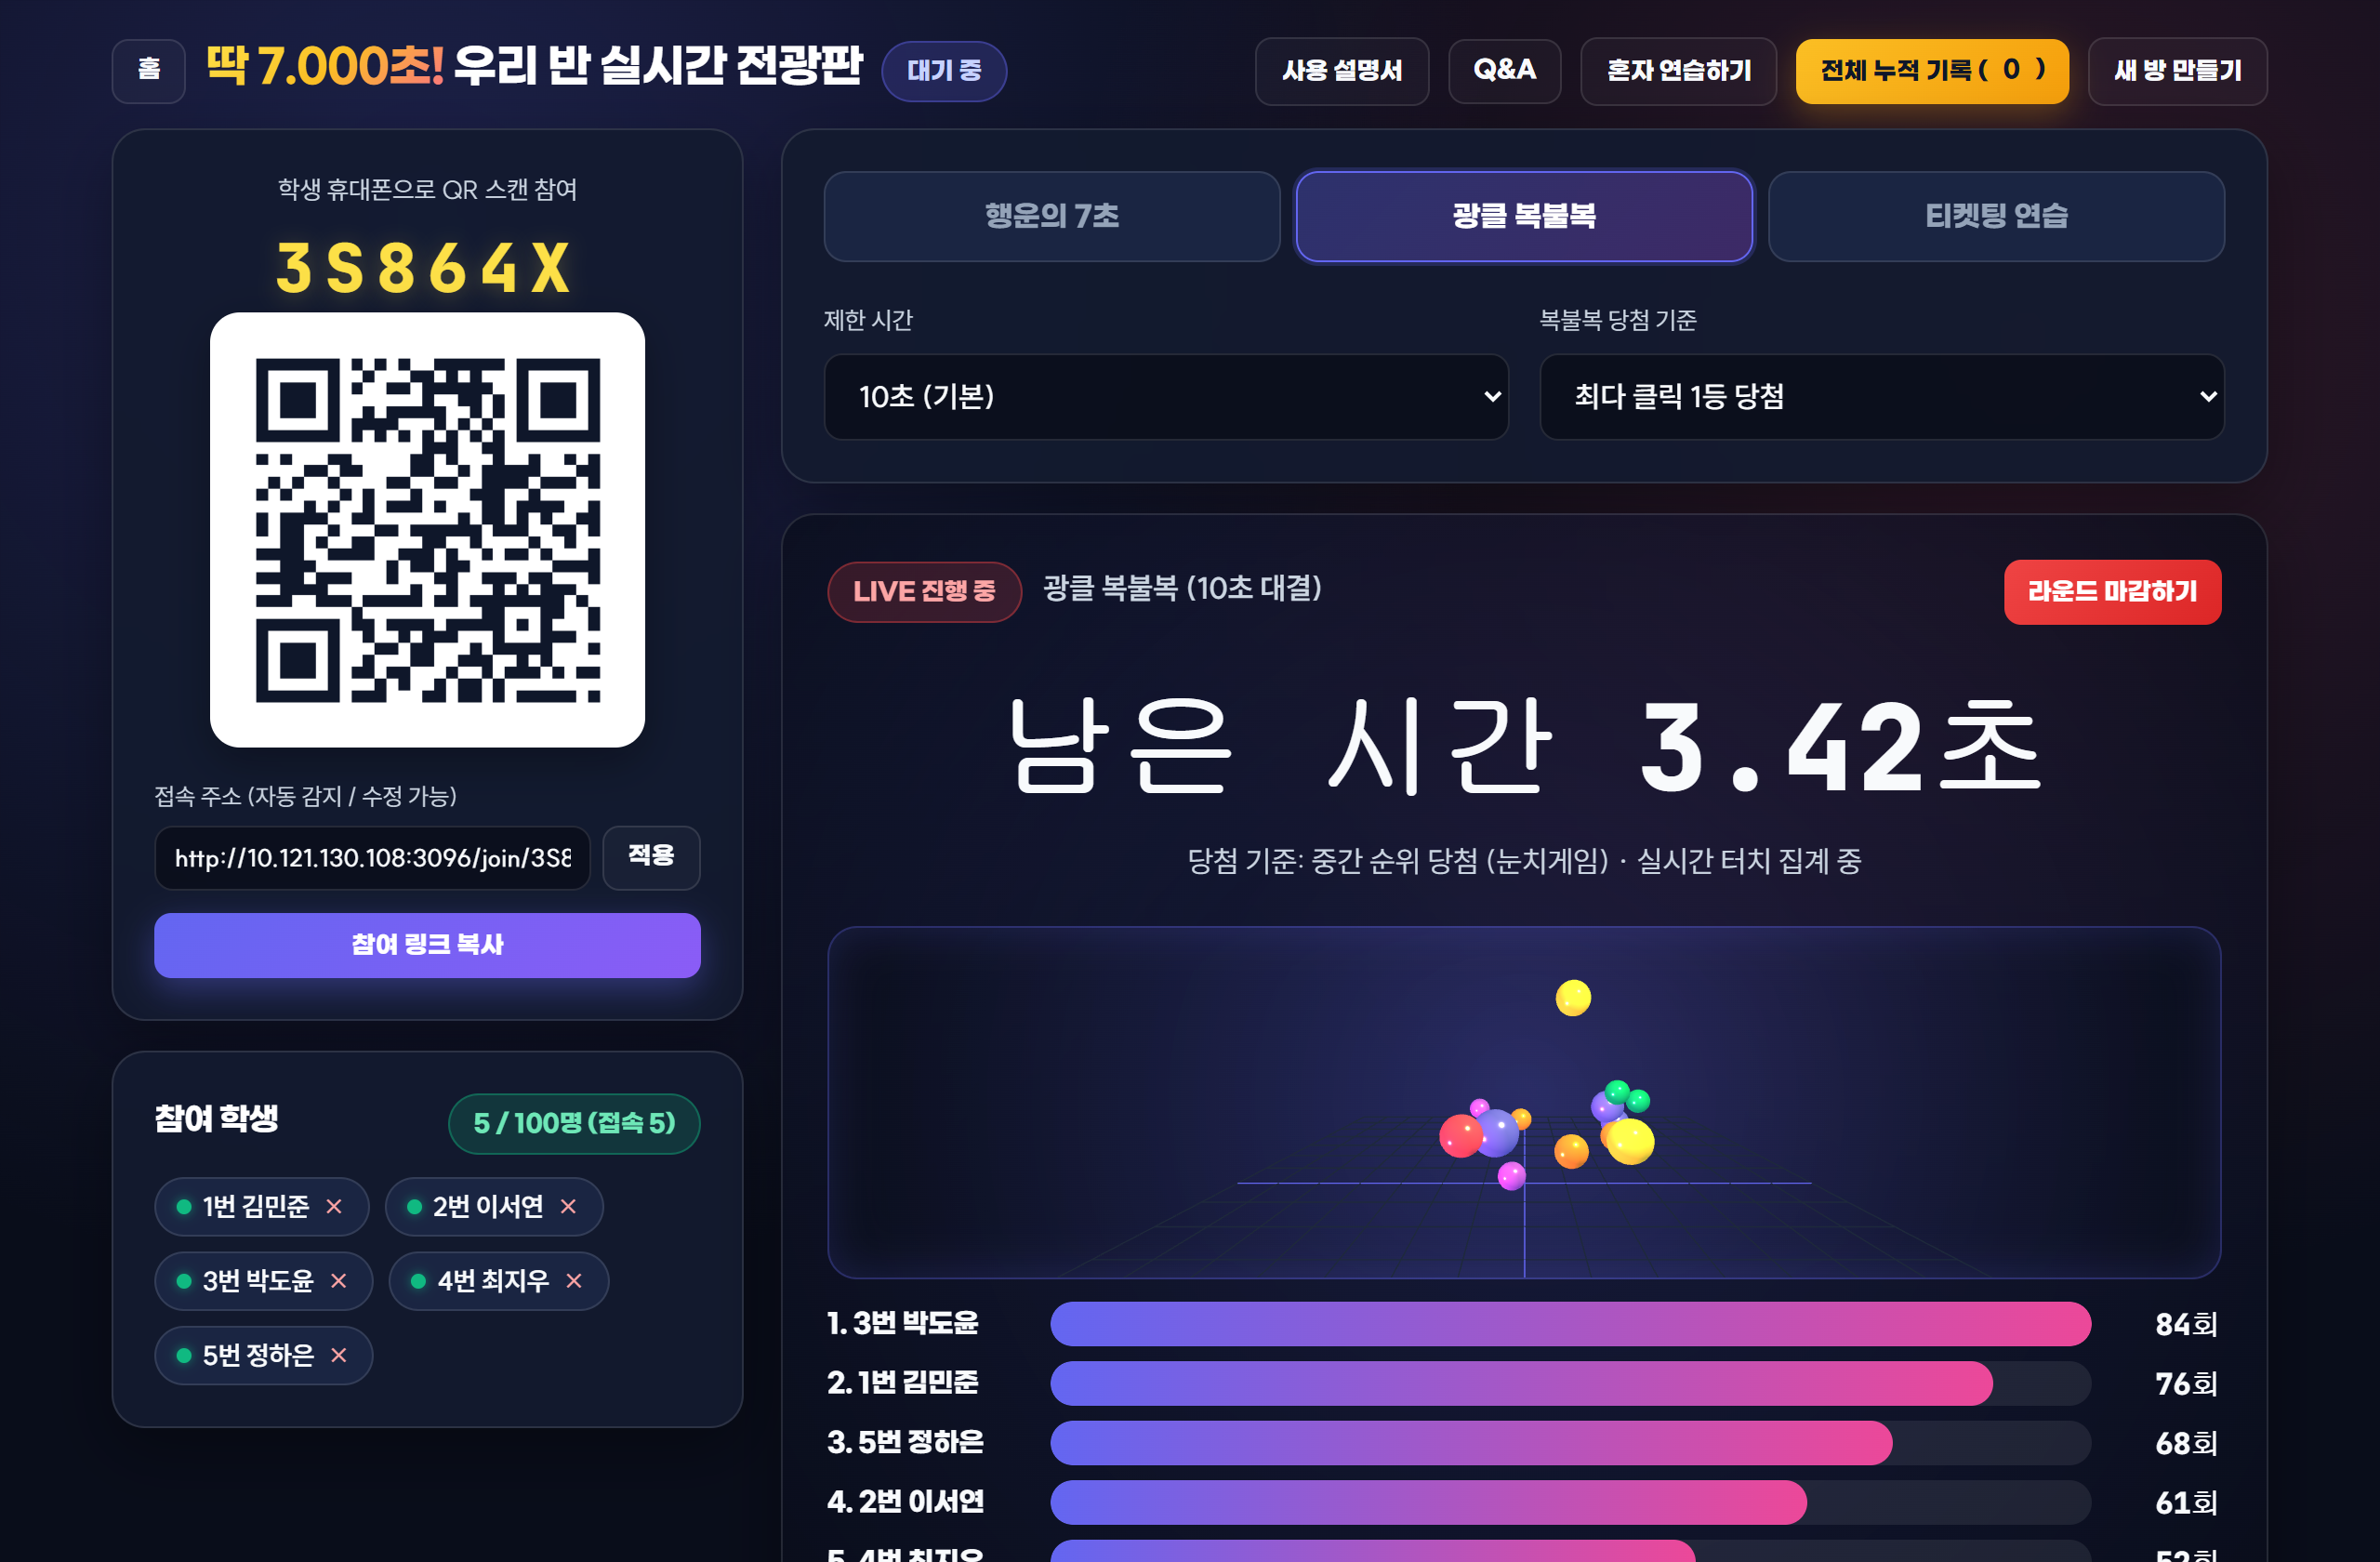 홈
딱 7.000초! 우리 반 실시간 전광판
대기 중
사용 설명서
Q&A
혼자 연습하기
전체 누적 기록 ( 0 )
새 방 만들기
학생 휴대폰으로 QR 스캔 참여
3S864X
접속 주소 (자동 감지 / 수정 가능)
http://10.121.130.108:3096/join/3S8
적용
참여 링크 복사
참여 학생
5 / 100명 (접속 5)
1번 김민준 ×
2번 이서연 ×
3번 박도윤 ×
4번 최지우 ×
5번 정하은 ×
행운의 7초
광클 복불복
티켓팅 연습
제한 시간
복불복 당첨 기준
10초 (기본)
최다 클릭 1등 당첨
LIVE 진행 중
광클 복불복 (10초 대결)
라운드 마감하기
남은 시간 3.42초
당첨 기준: 중간 순위 당첨 (눈치게임) · 실시간 터치 집계 중
1. 3번 박도윤 84회
2. 1번 김민준 76회
3. 5번 정하은 68회
4. 2번 이서연 61회
5. 4번 최지우 52회